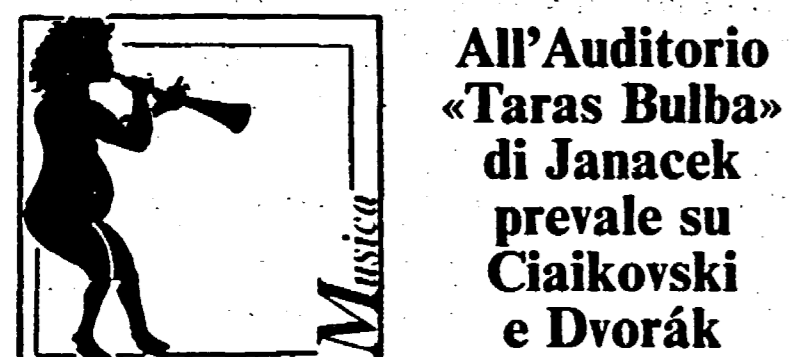 Musica
All'Auditorio
«Taras Bulba»
di Janacek
prevale su
Ciaikovski
e Dvorák